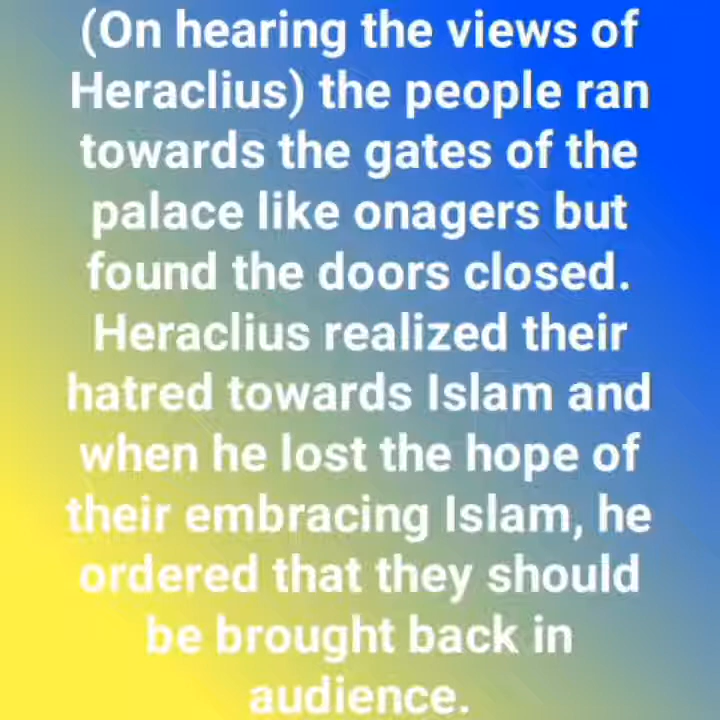 (On hearing the views of
Heraclius) the people ran
towards the gates of the
palace like onagers but
found the doors closed.
Heraclius realized their
hatred towards Islam and
when he lost the hope of
their embracing Islam, he
ordered that they should
be brought back in
audience.